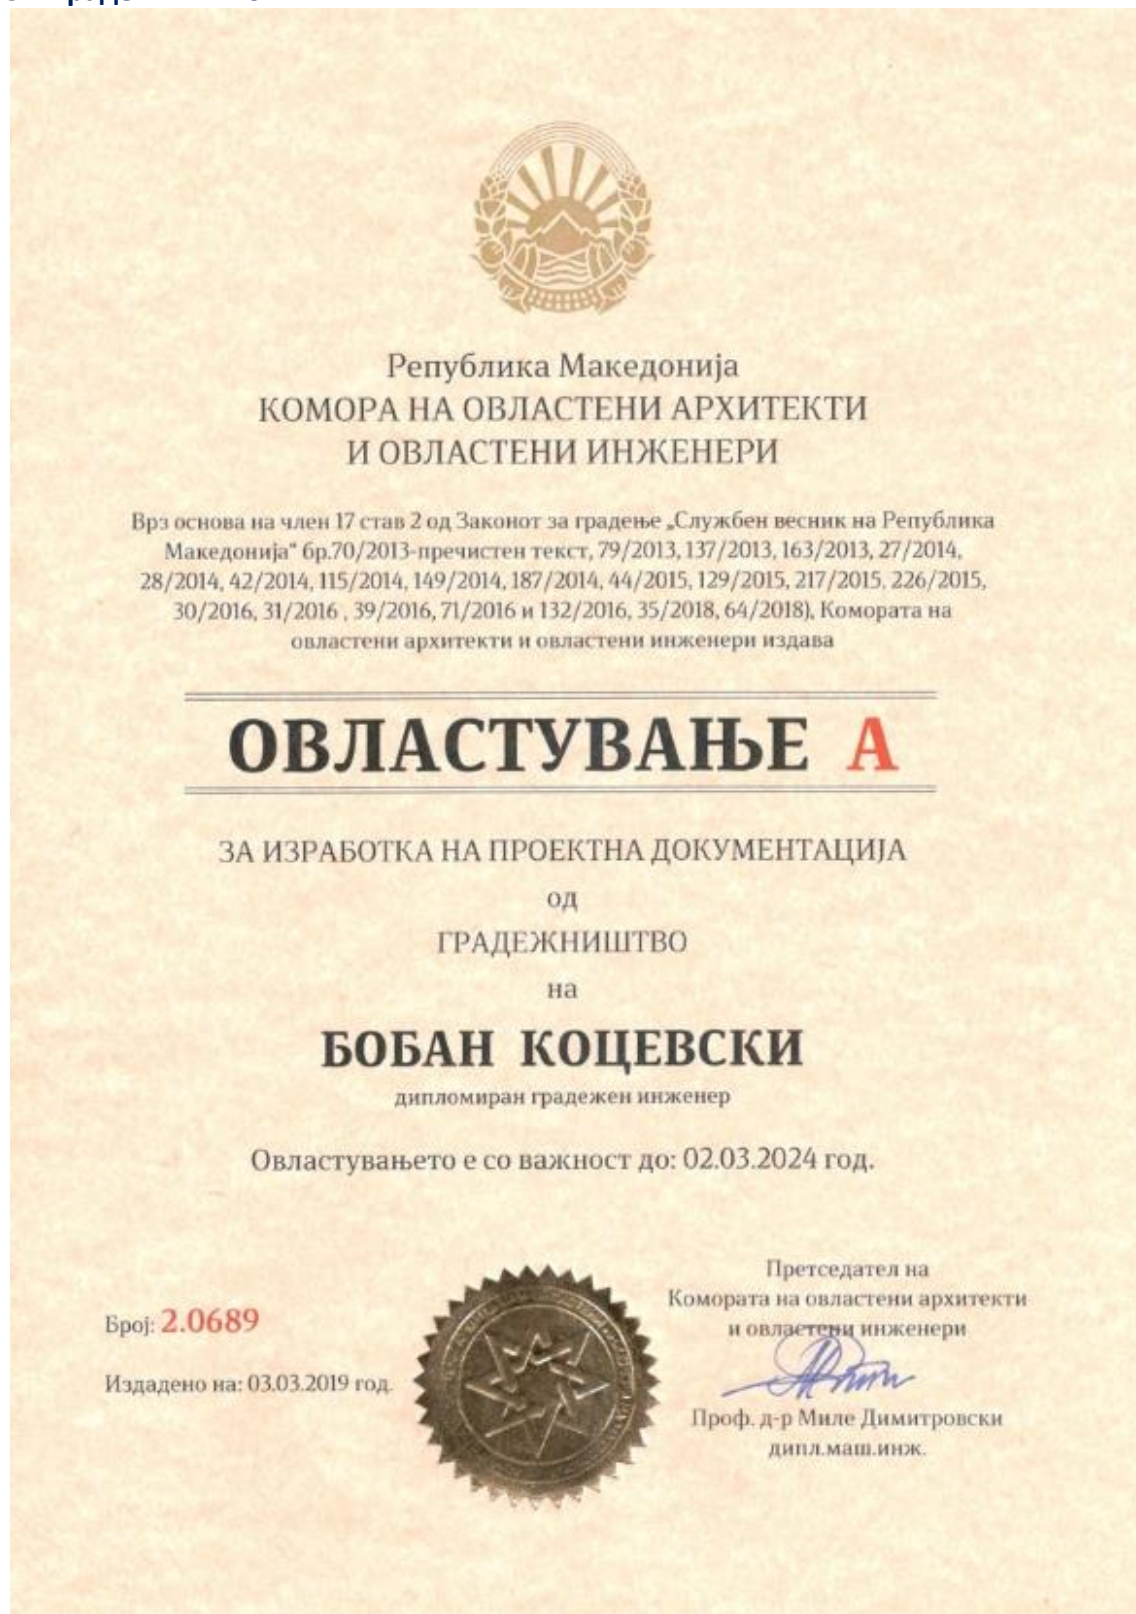 Република Македонија
КОМОРА НА ОВЛАСТЕНИ АРХИТЕКТИ
И ОВЛАСТЕНИ ИНЖЕНЕРИ
Врз основа на член 17 став 2 од Законот за градење „Службен весник на Република
Македонија“ бр.70/2013-пречистен текст, 79/2013, 137/2013, 163/2013, 27/2014,
28/2014, 42/2014, 115/2014, 149/2014, 187/2014, 44/2015, 129/2015, 217/2015, 226/2015,
30/2016, 31/2016 , 39/2016, 71/2016 и 132/2016, 35/2018, 64/2018), Комората на
овластени архитекти и овластени инженери издава
ОВЛАСТУВАЊЕ А
ЗА ИЗРАБОТКА НА ПРОЕКТНА ДОКУМЕНТАЦИЈА
од
ГРАДЕЖНИШТВО
на
БОБАН КОЦЕВСКИ
дипломиран градежен инженер
Овластувањето е со важност до: 02.03.2024 год.
Број: 2.0689
Издадено на: 03.03.2019 год.
Претседател на
Комората на овластени архитекти
и овластени инженери
Проф. д-р Миле Димитровски
дипл.маш.инж.